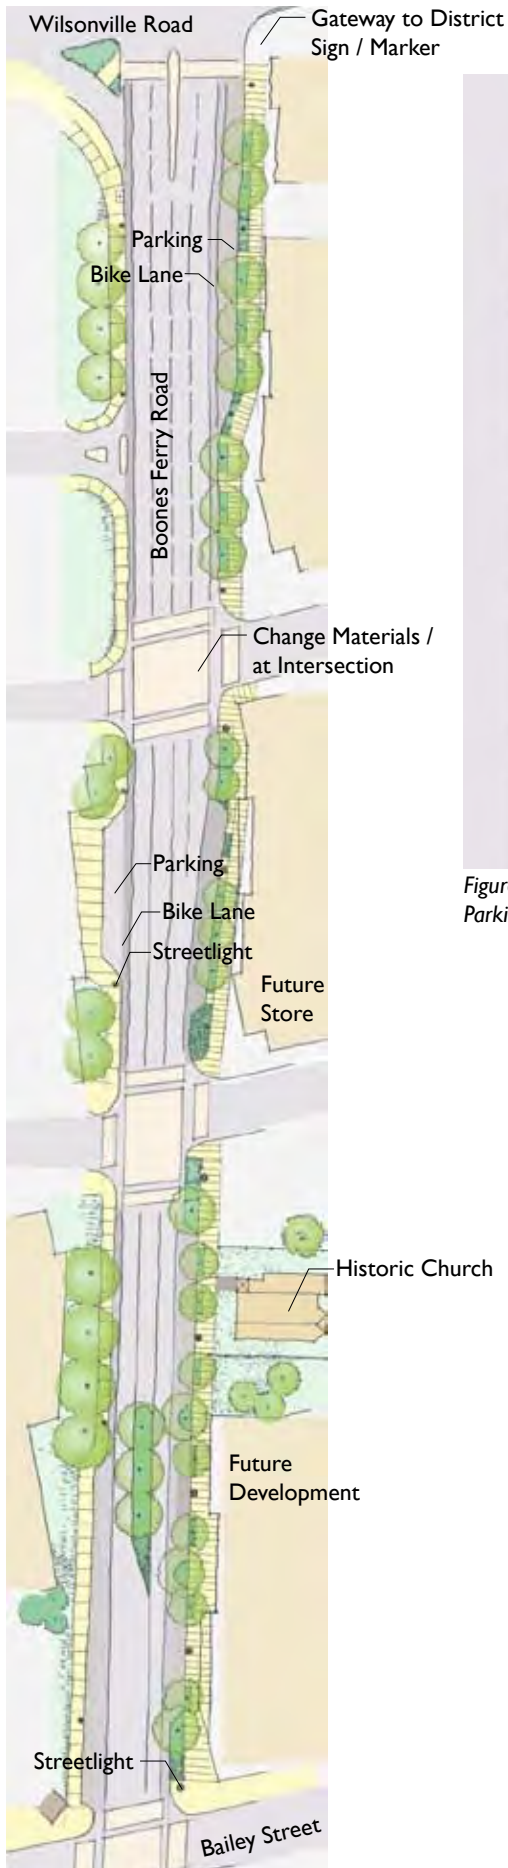 Wilsonville Road
Gateway to District
Sign / Marker
Parking
Bike Lane
Boones Ferry Road
Change Materials /
at Intersection
Parking
Bike Lane
Streetlight
Future
Store
Historic Church
Future
Development
Streetlight
Bailey Street